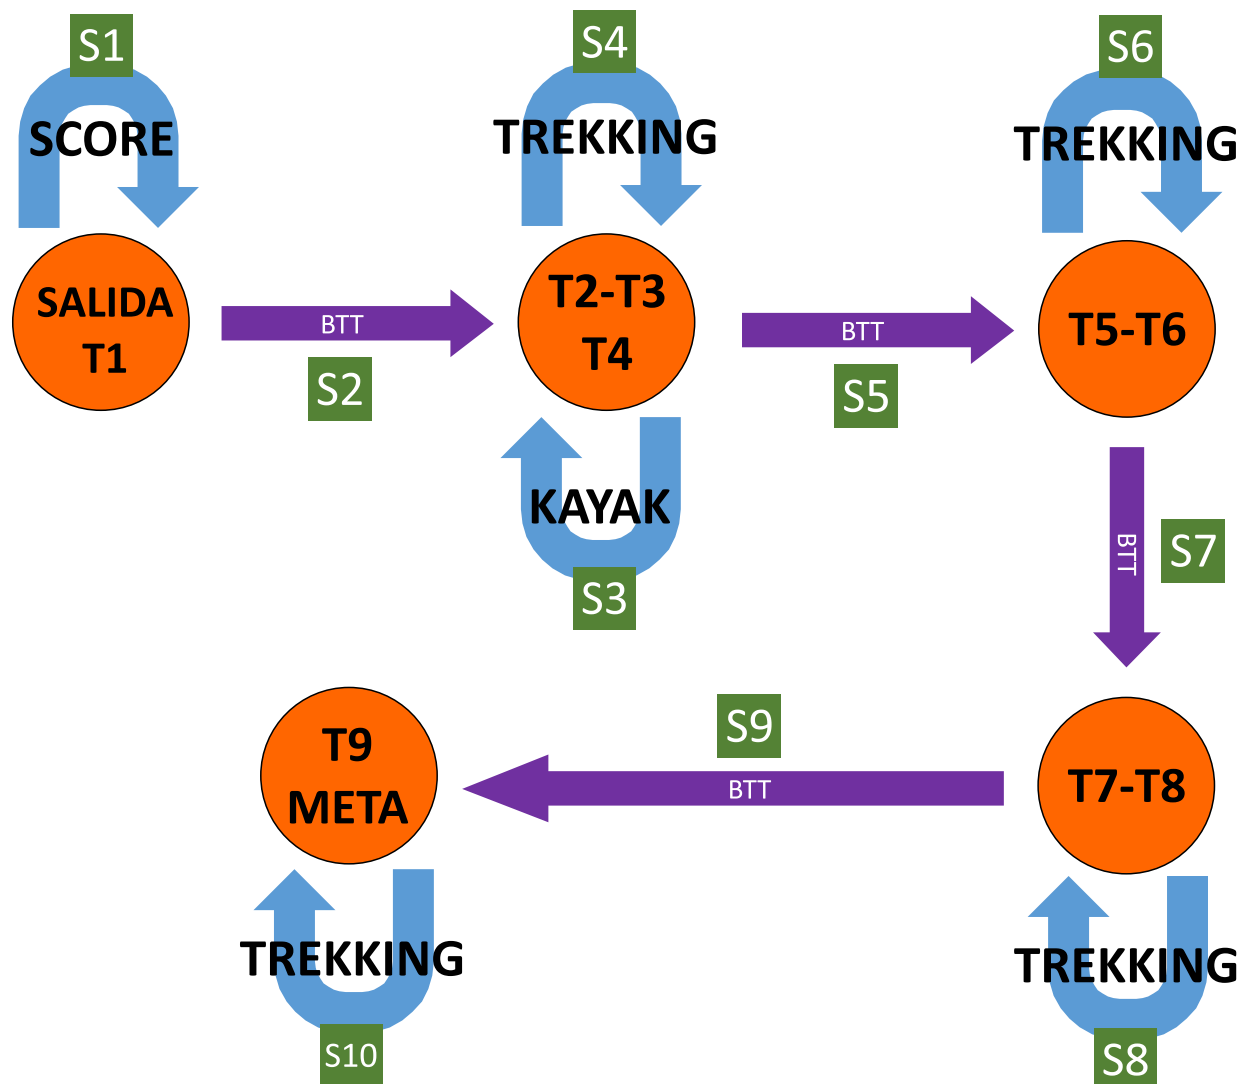 S1
SCORE
SALIDA
T1
BTT
S2
S4
TREKKING
T2-T3
T4
KAYAK
S3
BTT
S5
S6
TREKKING
T5-T6
BTT
S7
T7-T8
TREKKING
S8
S9
BTT
T9
META
TREKKING
S10